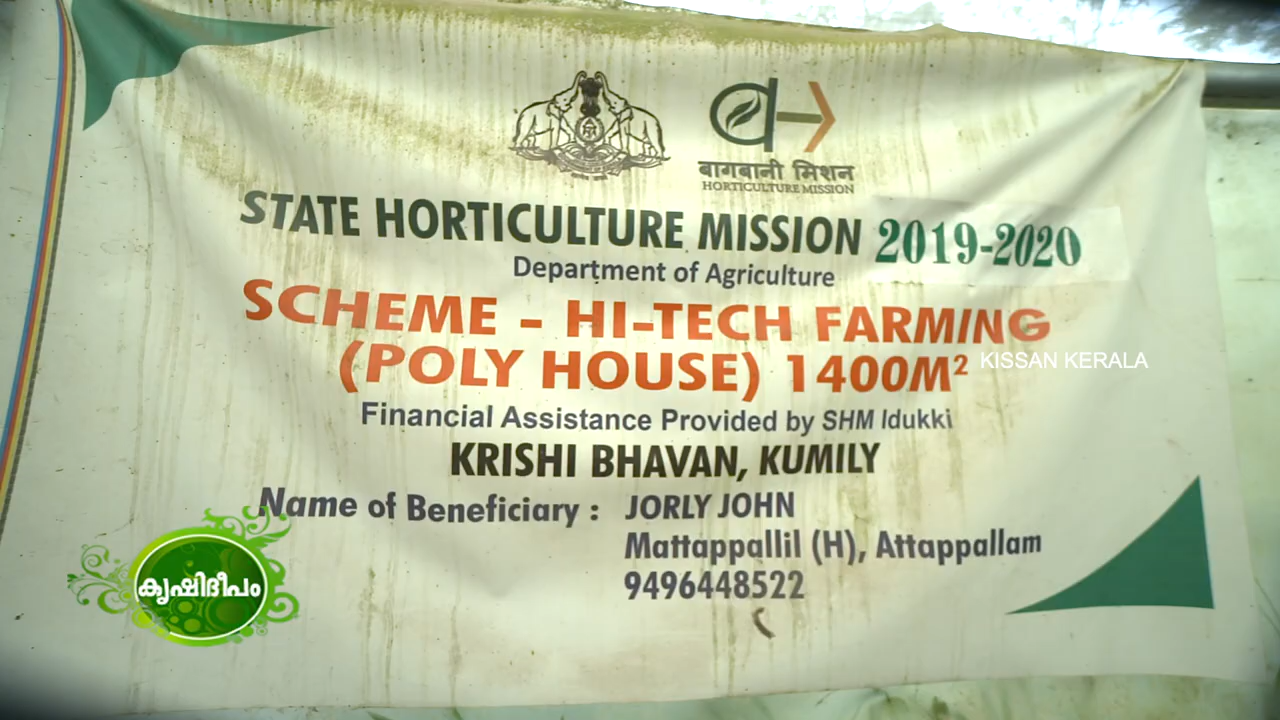 बागबानी मिशन
HORTICULTURE MISSION
STATE HORTICULTURE MISSION 2019-2020
Department of Agriculture
SCHEME - HI-TECH FARMING
(POLY HOUSE) 1400M²
KISSAN KERALA
Financial Assistance Provided by SHM Idukki
KRISHI BHAVAN, KUMILY
Name of Beneficiary : JORLY JOHN
Mattappallil (H), Attappallam
9496448522
കൃഷിദീപം